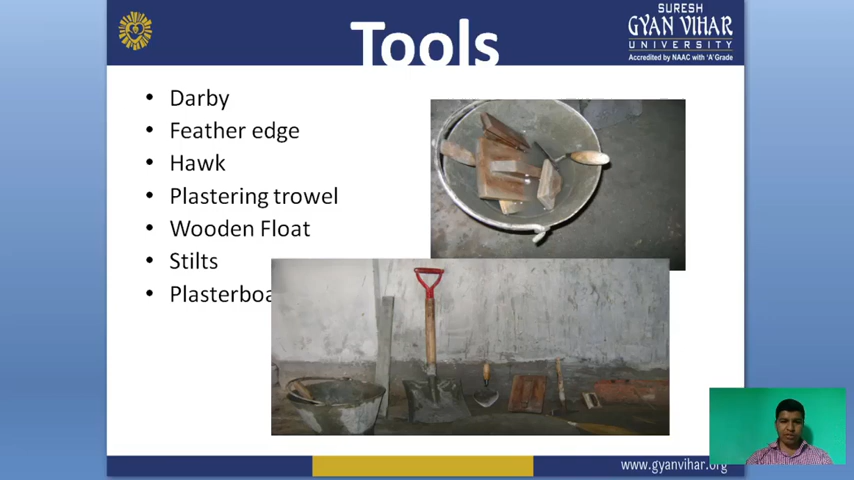 Tools
SURESH
GYAN VIHAR
UNIVERSITY
Accredited by NAAC with 'A' Grade
• Darby
• Feather edge
• Hawk
• Plastering trowel
• Wooden Float
• Stilts
• Plasterboa
www.gyanvihar.org